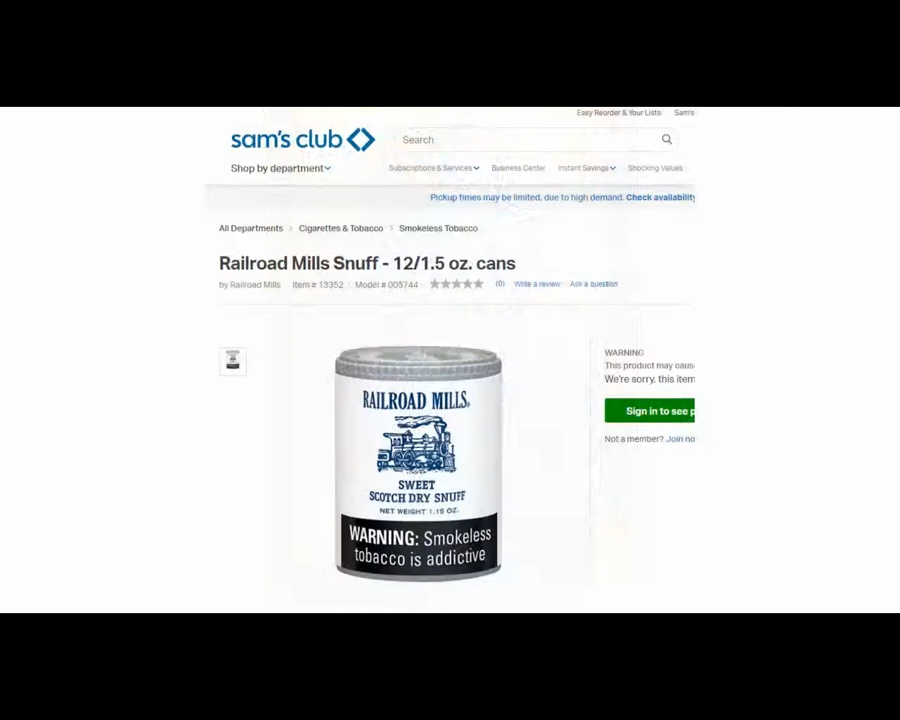 Easy Reorder & Your Lists Sam's
sam's club Search
Shop by department Subscriptions & Services Business Center Instant Savings Shocking Values
Pickup times may be limited, due to high demand. Check availability
All Departments > Cigarettes & Tobacco > Smokeless Tobacco
Railroad Mills Snuff - 12/1.5 oz. cans
by Railroad Mills Item # 13352 Model # 005744 ★★★★★ (0) Write a review Ask a question
WARNING
This product may caus
We're sorry, this item
Sign in to see p
Not a member? Join no
RAILROAD MILLS®
SWEET
SCOTCH DRY SNUFF
NET WEIGHT 1.15 OZ.
WARNING: Smokeless
tobacco is addictive